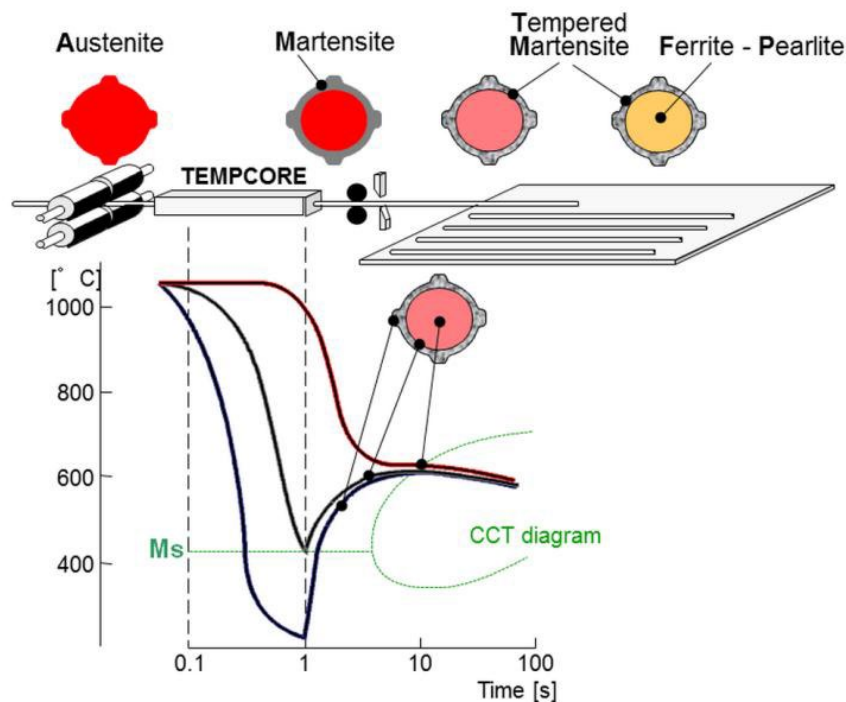 Austenite
Martensite
Tempered
Martensite
Ferrite - Pearlite
TEMPCORE
[° C]
1000
800
600
Ms
400
CCT diagram
0.1
1
10
100
Time [s]